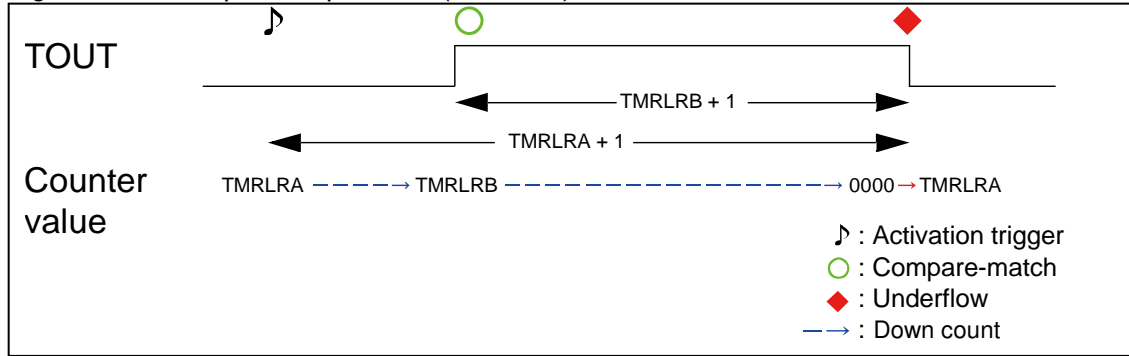 TOUT
TMRLRB + 1
TMRLRA + 1
Counter value
TMRLRA TMRLRB 0000 → TMRLRA
♪ : Activation trigger
○ : Compare-match
◆ : Underflow
－→ : Down count